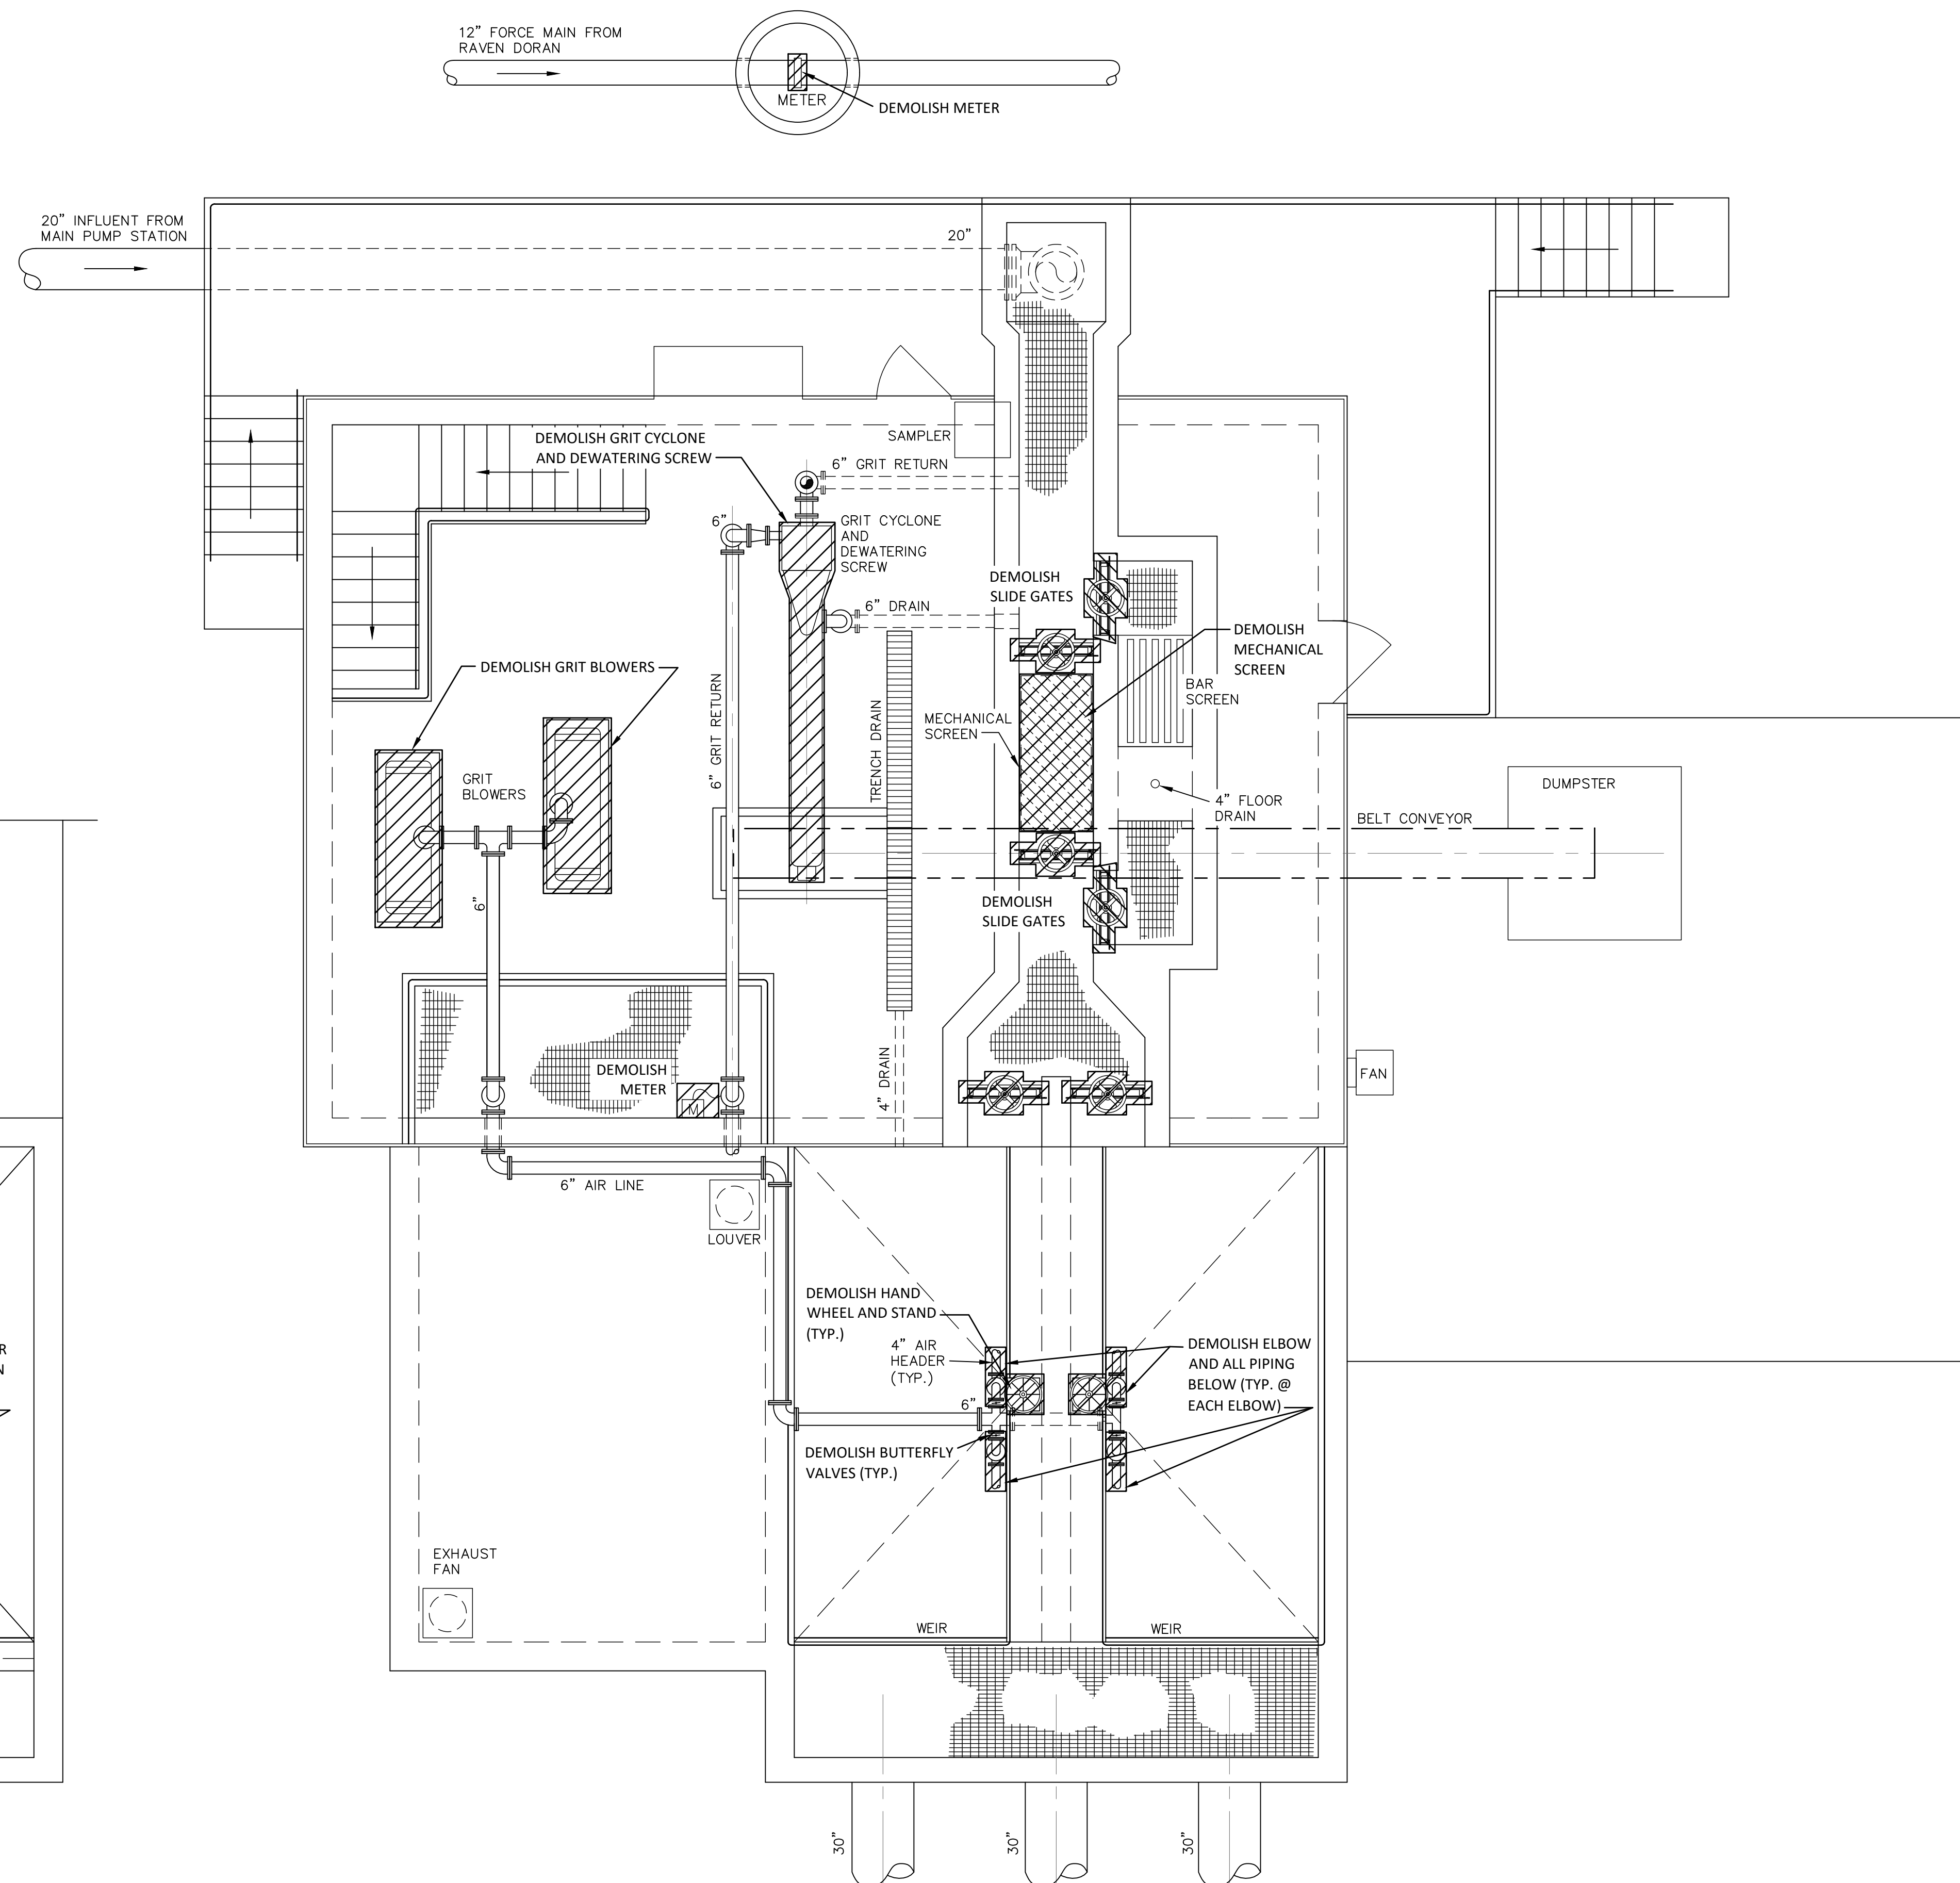 12” FORCE MAIN FROM
RAVEN DORAN
METER
DEMOLISH METER
20” INFLUENT FROM
MAIN PUMP STATION
20”
DEMOLISH GRIT CYCLONE
AND DEWATERING SCREW
SAMPLER
6” GRIT RETURN
6”
GRIT CYCLONE
AND
DEWATERING
SCREW
DEMOLISH
SLIDE GATES
6” DRAIN
DEMOLISH
MECHANICAL
SCREEN
DEMOLISH GRIT BLOWERS
BAR
SCREEN
6” GRIT RETURN
TRENCH DRAIN
MECHANICAL
SCREEN
GRIT
BLOWERS
4” FLOOR
DRAIN
DUMPSTER
BELT CONVEYOR
6”
DEMOLISH
SLIDE GATES
DEMOLISH
METER
M
4” DRAIN
FAN
6” AIR LINE
LOUVER
DEMOLISH HAND
WHEEL AND STAND
(TYP.)
4” AIR
HEADER
(TYP.)
DEMOLISH ELBOW
AND ALL PIPING
BELOW (TYP. @
EACH ELBOW)
R
N
6”
DEMOLISH BUTTERFLY
VALVES (TYP.)
EXHAUST
FAN
WEIR
WEIR
30”
30”
30”